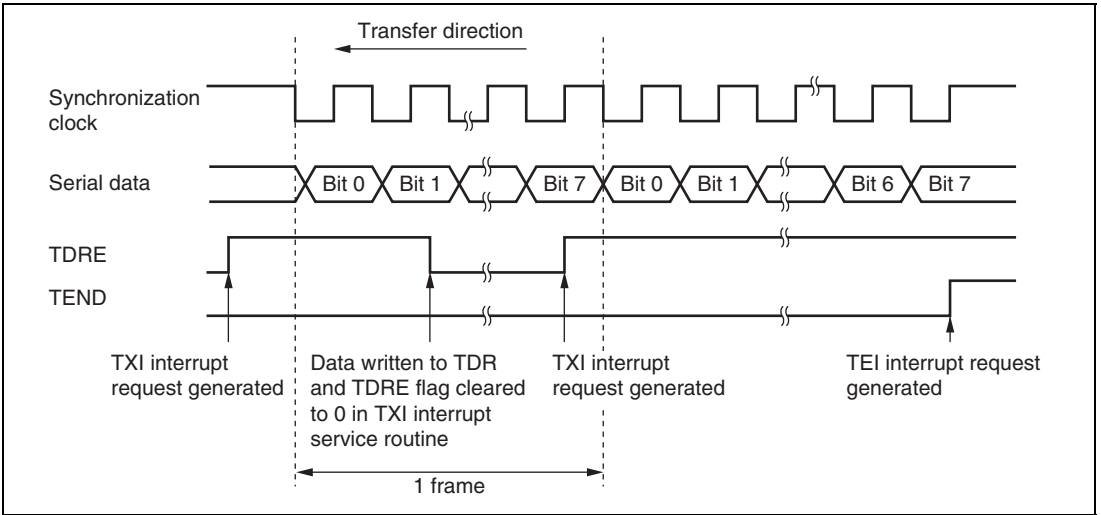 Transfer direction
Synchronization
clock
Serial data
Bit 0
Bit 1
Bit 7
Bit 0
Bit 1
Bit 6
Bit 7
TDRE
TEND
TXI interrupt
request generated
Data written to TDR
and TDRE flag cleared
to 0 in TXI interrupt
service routine
TXI interrupt
request generated
TEI interrupt request
generated
1 frame